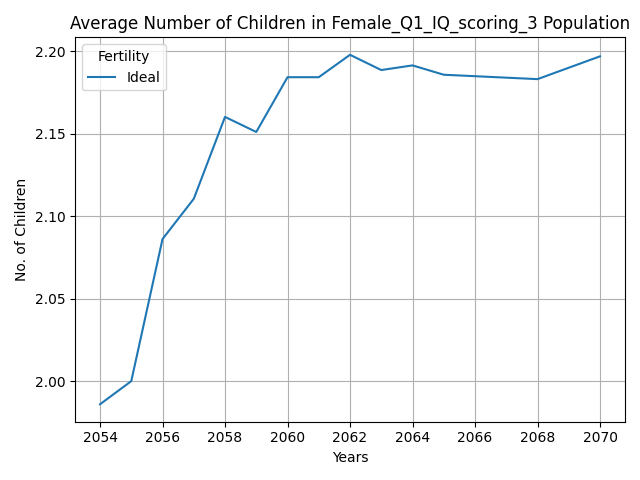 Average Number of Children in Female_Q1_IQ_scoring_3 Population
Fertility
Ideal
2.20
2.15
2.10
2.05
2.00
No. of Children
2054 2056 2058 2060 2062 2064 2066 2068 2070
Years